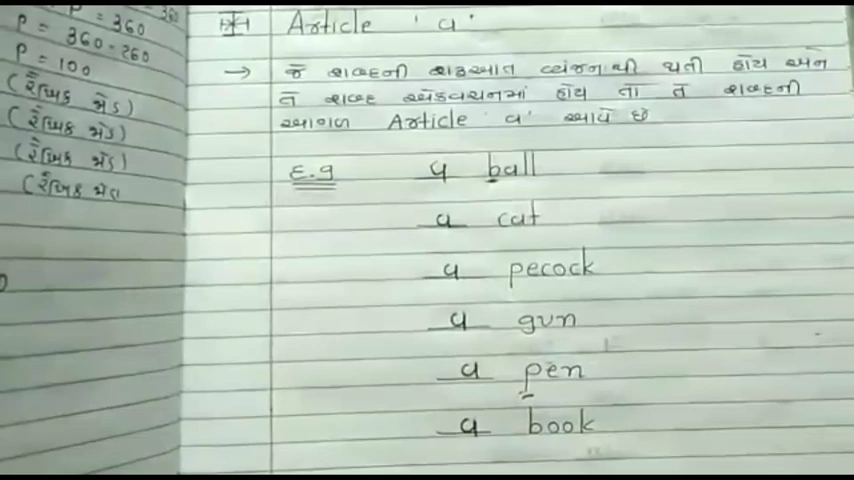 P = 360
P = 360-260
P = 100
(રૈખિક જોડ)
(રૈખિક જોડ)
(રૈખિક જોડ)
(રૈખિક જોડ
Article 'a'
→ જે શબ્દની શરૂઆત વ્યંજનથી થતી હોય અને
તે શબ્દ એકવચનમાં હોય તો તે શબ્દની
આગળ Article 'a' આવે છે
E.g a ball
a cat
a pecock
a gun
a pen
a book